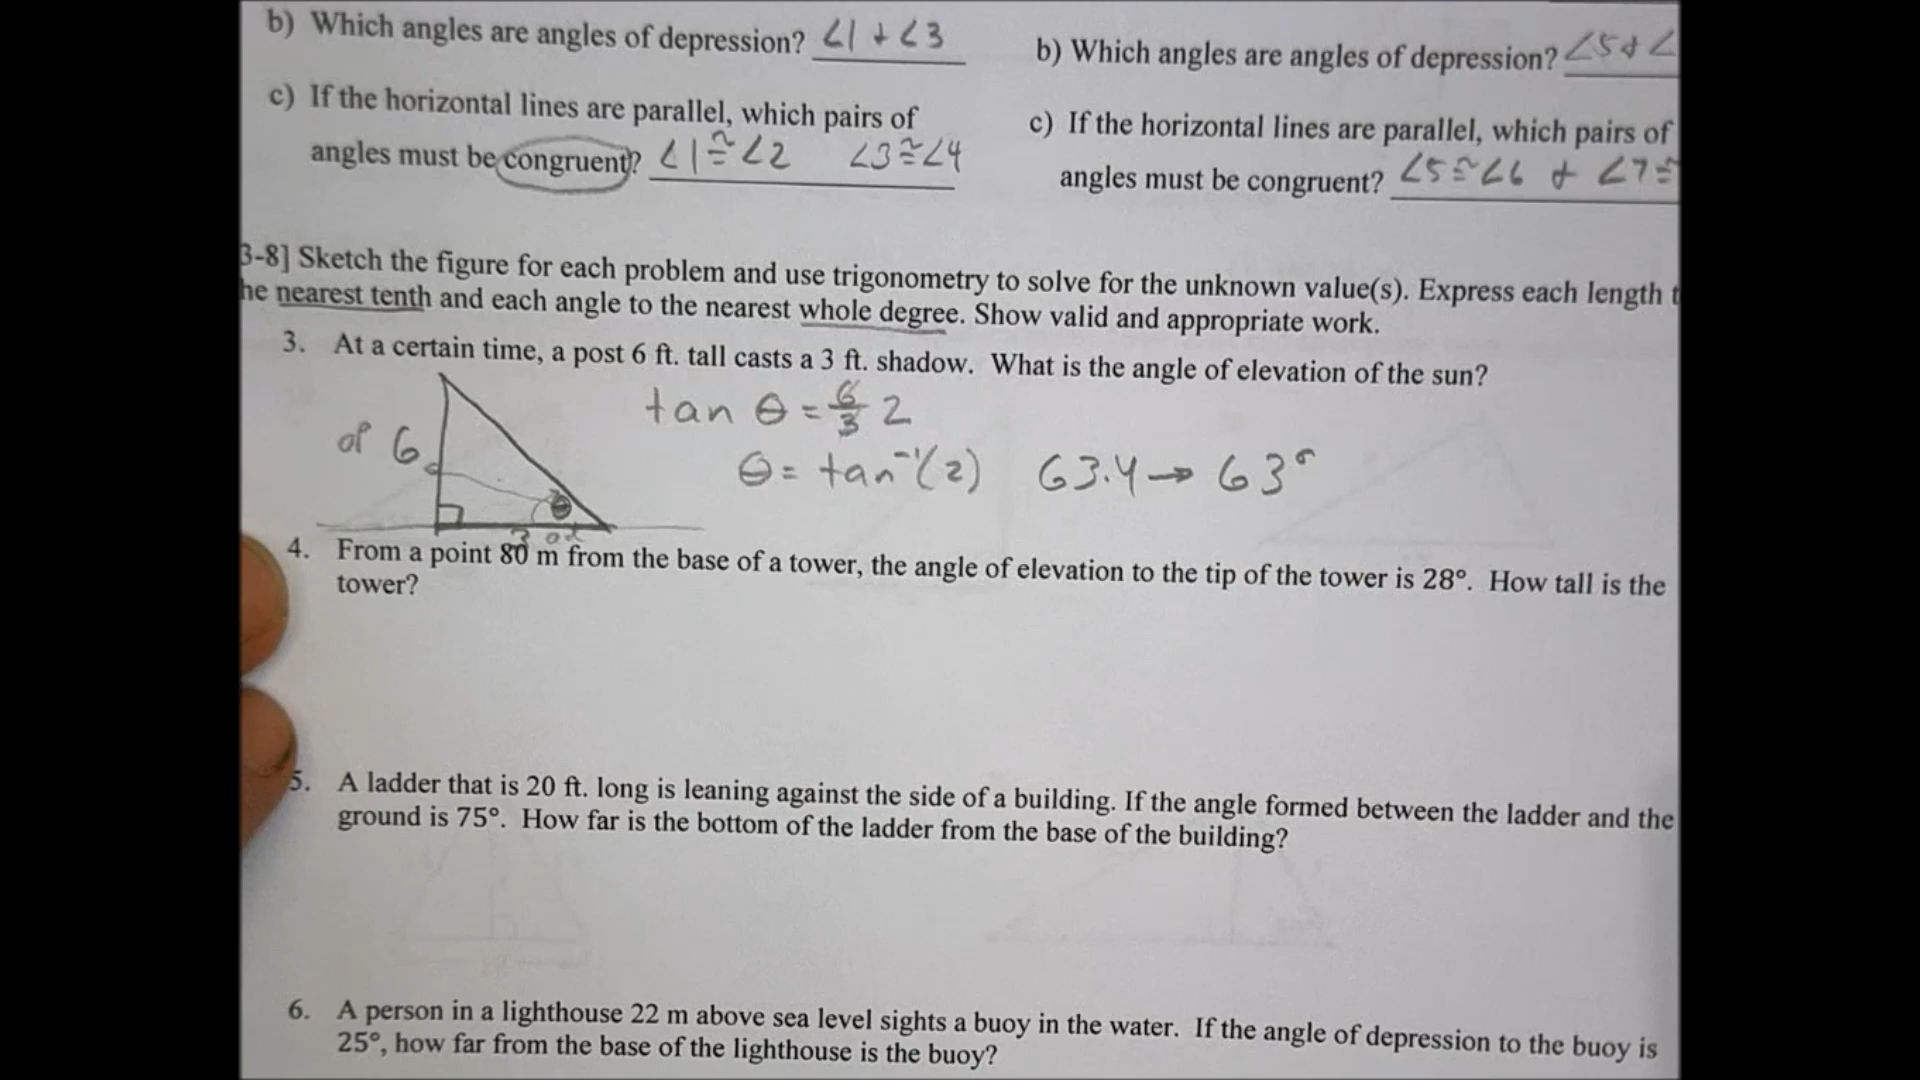 b) Which angles are angles of depression? ∠1 + ∠3
b) Which angles are angles of depression? ∠5 + ∠
c) If the horizontal lines are parallel, which pairs of
angles must be congruent? ∠1 ≅ ∠2 ∠3 ≅ ∠4
c) If the horizontal lines are parallel, which pairs of
angles must be congruent? ∠5 ≅ ∠6 + ∠7 ≅
3-8] Sketch the figure for each problem and use trigonometry to solve for the unknown value(s). Express each length t
he nearest tenth and each angle to the nearest whole degree. Show valid and appropriate work.
3. At a certain time, a post 6 ft. tall casts a 3 ft. shadow. What is the angle of elevation of the sun?
tan θ = 6/3 2
op 6
θ = tan⁻¹(2) 63.4 → 63°
θ
3 ad
4. From a point 80 m from the base of a tower, the angle of elevation to the tip of the tower is 28°. How tall is the
tower?
5. A ladder that is 20 ft. long is leaning against the side of a building. If the angle formed between the ladder and the
ground is 75°. How far is the bottom of the ladder from the base of the building?
6. A person in a lighthouse 22 m above sea level sights a buoy in the water. If the angle of depression to the buoy is
25°, how far from the base of the lighthouse is the buoy?